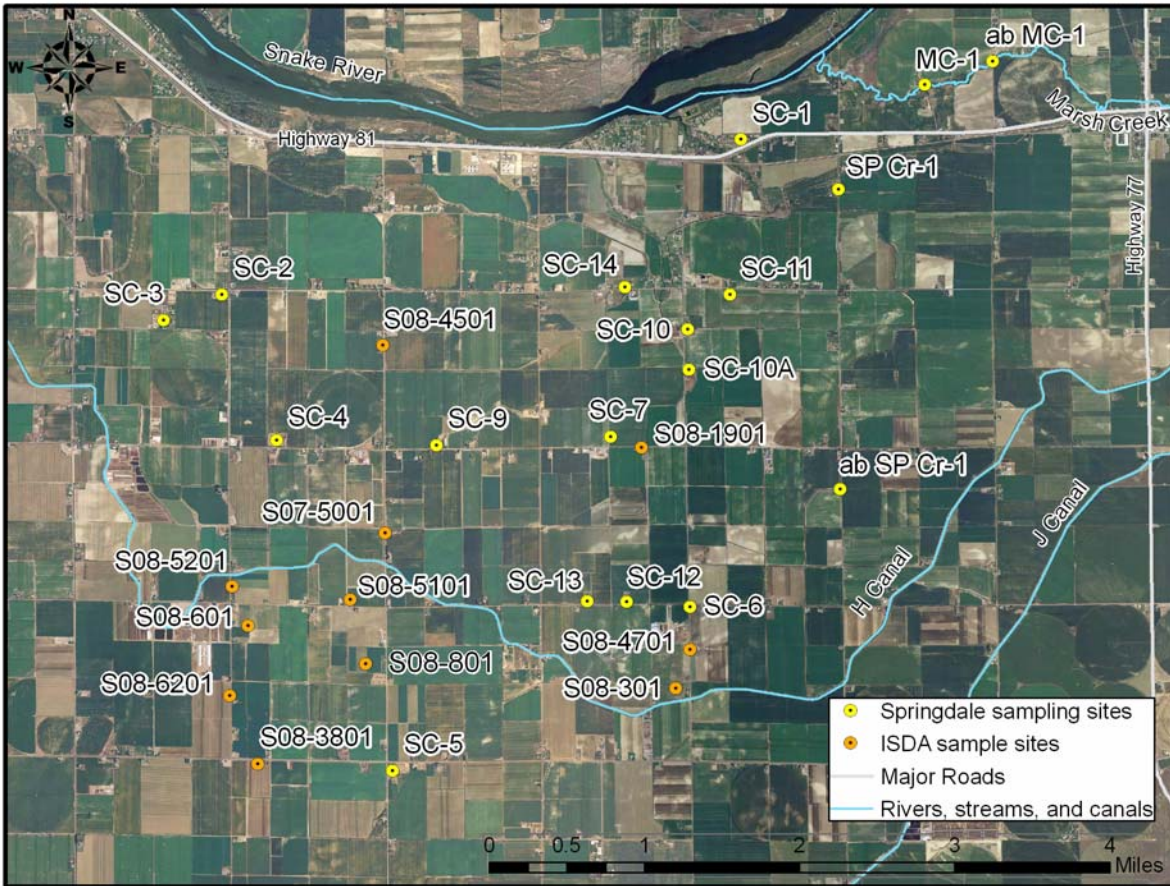 N
W E
S
Snake River
ab MC-1
MC-1
Marsh Creek
SC-1
Highway 81
SP Cr-1
Highway 77
SC-2
SC-14
SC-11
SC-3
S08-4501
SC-10
SC-10A
SC-4
SC-9
SC-7
S08-1901
ab SP Cr-1
S07-5001
J Canal
H Canal
S08-5201
S08-5101
SC-13
SC-12
SC-6
S08-601
S08-4701
S08-801
S08-301
S08-6201
S08-3801
SC-5
Springdale sampling sites
ISDA sample sites
Major Roads
Rivers, streams, and canals
0 0.5 1 2 3 4
Miles